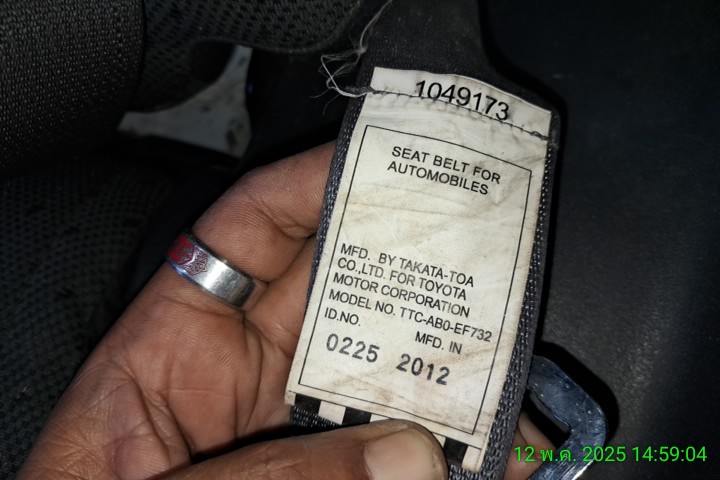 1049173
SEAT BELT FOR
AUTOMOBILES
MFD. BY TAKATA-TOA
CO.,LTD. FOR TOYOTA
MOTOR CORPORATION
MODEL NO. TTC-AB0-EF732
ID.NO. MFD. IN
0225 2012
12 พ.ค. 2025 14:59:04